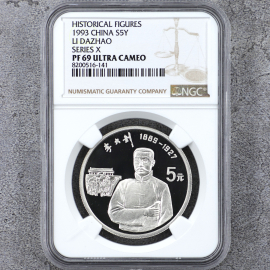 HISTORICAL FIGURES
1993 CHINA S5Y
LI DAZHAO
SERIES X
PF 69 ULTRA CAMEO
8200516-141
NUMISMATIC GUARANTY COMPANY
NGC
李大钊
1889-1927
5元